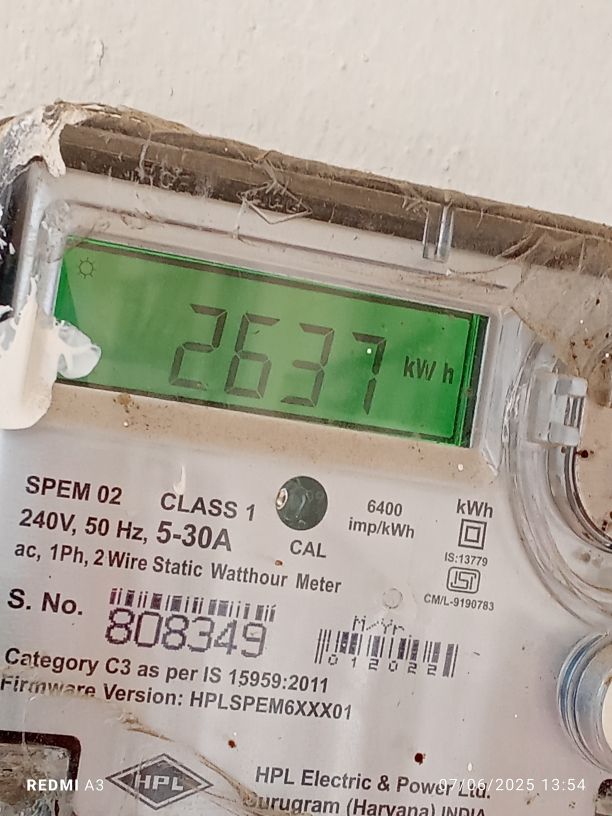 2637 kW h
SPEM 02 CLASS 1
240V, 50 Hz, 5-30A
ac, 1Ph, 2 Wire Static Watthour Meter
CAL
6400
imp/kWh
kWh
IS:13779
ISI
CM/L-9190783
S. No. 808349
M/Yr
012022
Category C3 as per IS 15959:2011
Firmware Version: HPLSPEM6XXX01
HPL
HPL Electric & Power Ltd.
Gurugram (Haryana) INDIA
REDMI A3
07/06/2025 13:54